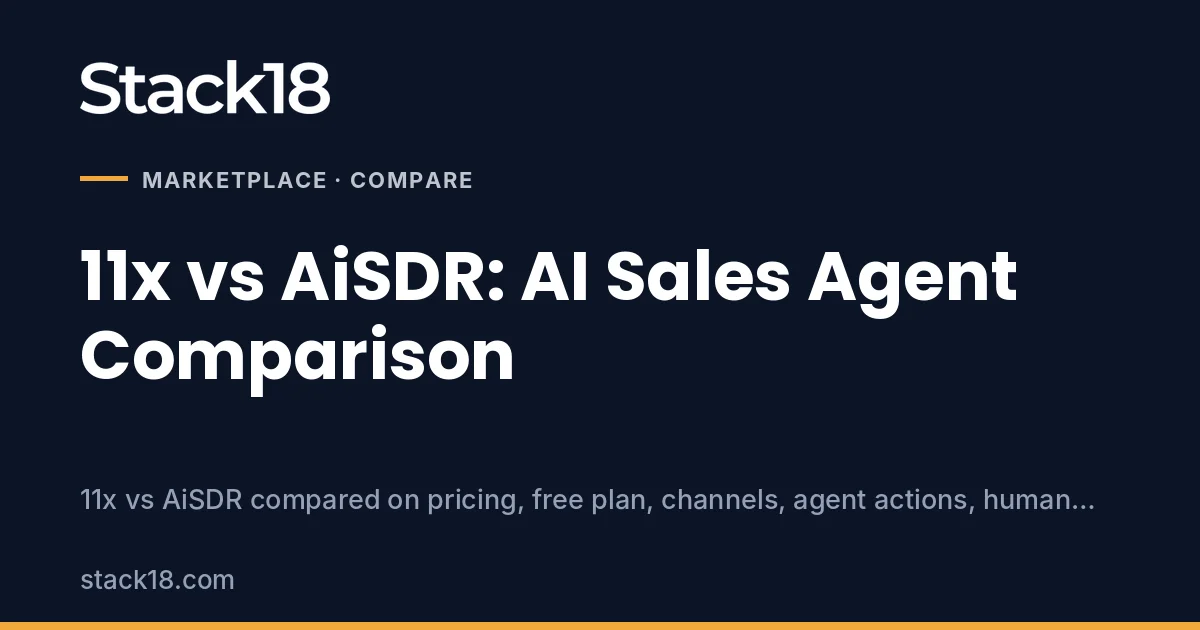 Stack18
MARKETPLACE · COMPARE
11x vs AiSDR: AI Sales Agent
Comparison
11x vs AiSDR compared on pricing, free plan, channels, agent actions, human...
stack18.com